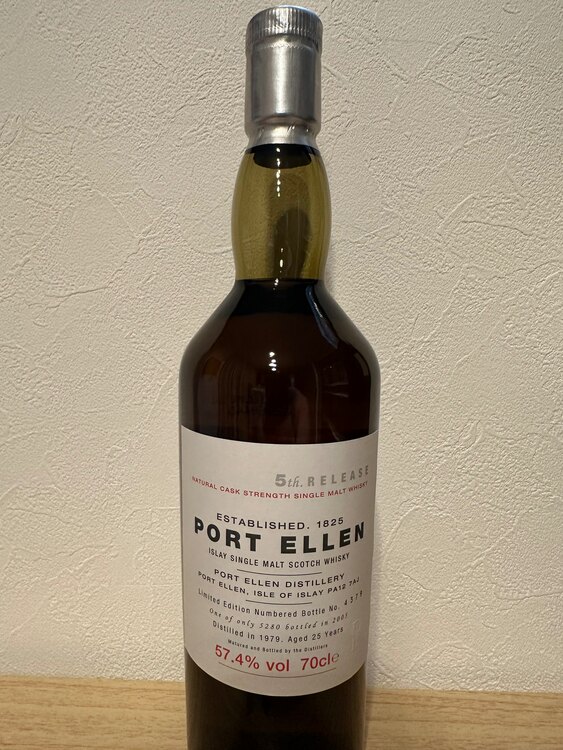 5th. RELEASE
NATURAL CASK STRENGTH SINGLE MALT WHISKY
ESTABLISHED. 1825
PORT ELLEN
ISLAY SINGLE MALT SCOTCH WHISKY
PORT ELLEN DISTILLERY
PORT ELLEN, ISLE OF ISLAY PA42 7AJ
Limited Edition Numbered Bottle No. 4376
One of only 5280 bottled in 2005
Distilled in 1979. Aged 25 Years
Matured and Bottled by the Distillers
57.4% vol 70cl℮